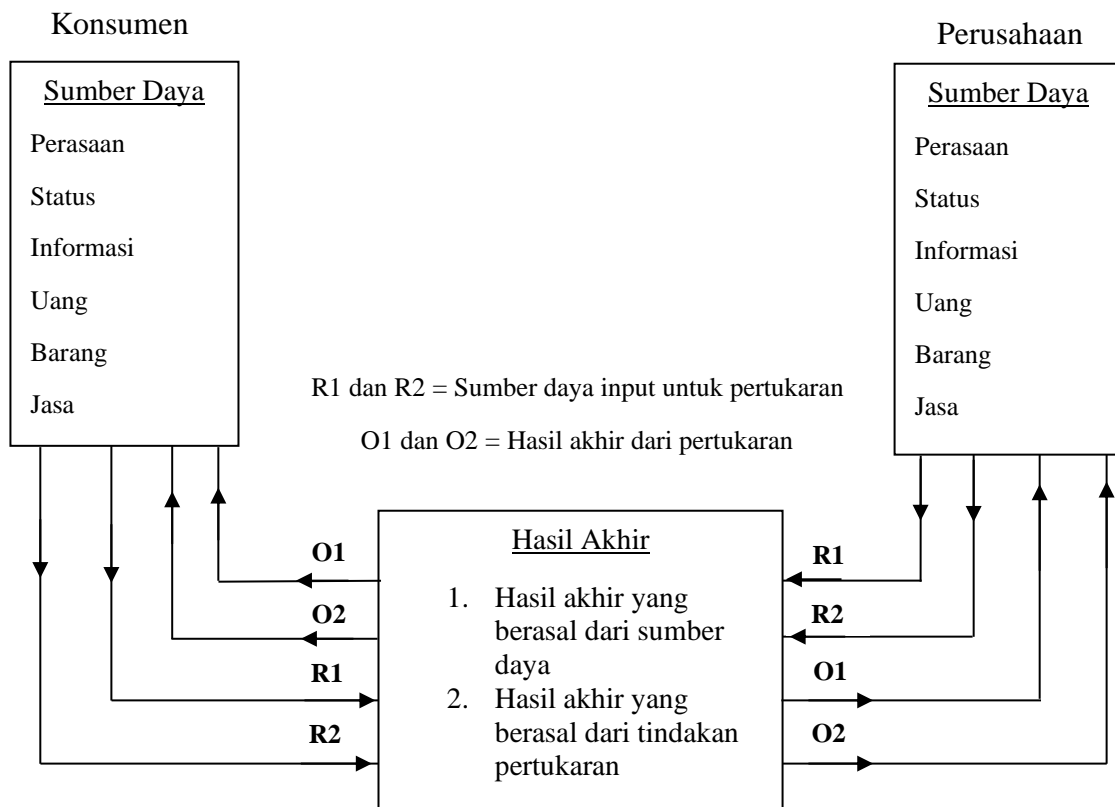 Konsumen
Sumber Daya
Perasaan
Status
Informasi
Uang
Barang
Jasa
Perusahaan
Sumber Daya
Perasaan
Status
Informasi
Uang
Barang
Jasa
R1 dan R2 = Sumber daya input untuk pertukaran
O1 dan O2 = Hasil akhir dari pertukaran
O1
O2
R1
R2
Hasil Akhir
1. Hasil akhir yang
berasal dari sumber
daya
2. Hasil akhir yang
berasal dari tindakan
pertukaran
R1
R2
O1
O2